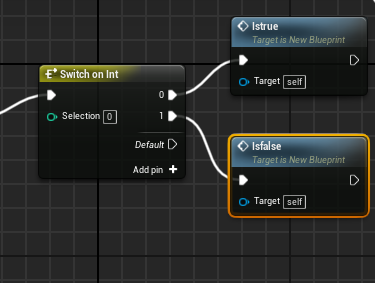 Switch on Int
0
Selection 0
1
Default
Add pin
Istrue
Target is New Blueprint
Target self
Isfalse
Target is New Blueprint
Target self